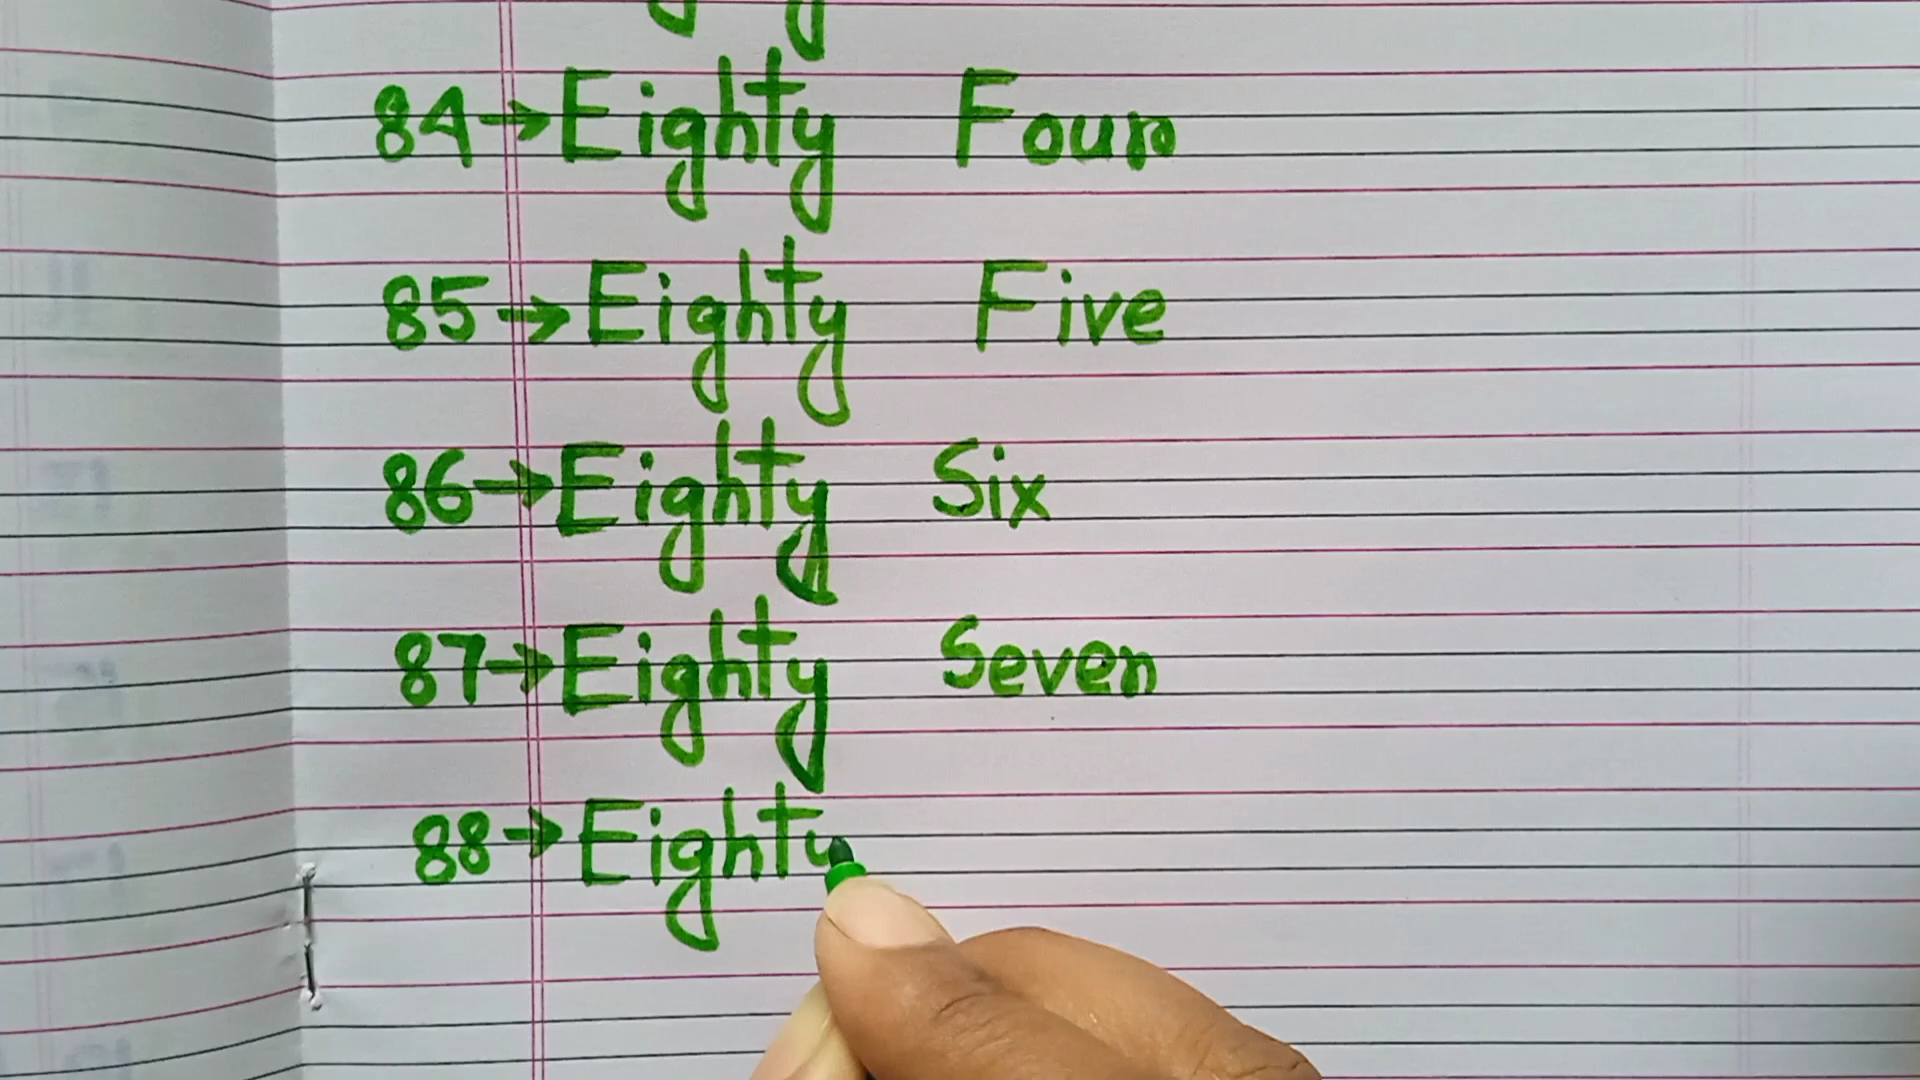 84→Eighty Four
85→Eighty Five
86→Eighty Six
87→Eighty Seven
88→Eighty